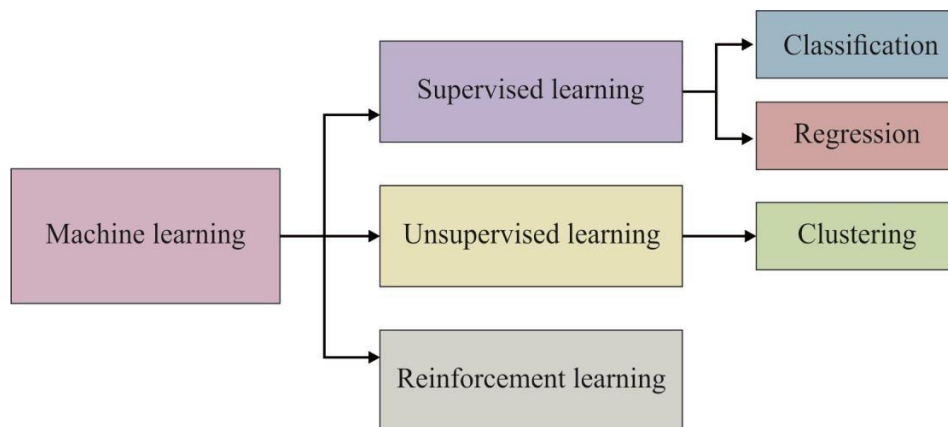 Machine learning
Supervised learning
Classification
Regression
Unsupervised learning
Clustering
Reinforcement learning